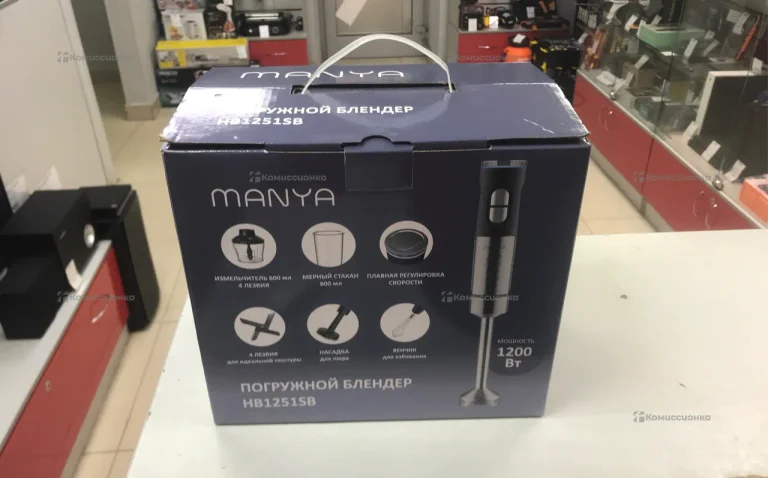 MANYA
ПОГРУЖНОЙ БЛЕНДЕР
HB1251SB
Комиссионка
Комиссионка
Комиссионка
MANYA
ИЗМЕЛЬЧИТЕЛЬ 600 мл
4 ЛЕЗВИЯ
МЕРНЫЙ СТАКАН
800 мл
ПЛАВНАЯ РЕГУЛИРОВКА
СКОРОСТИ
Комиссионка
Комиссионка
4 ЛЕЗВИЯ
для идеальной текстуры
НАСАДКА
для пюре
ВЕНЧИК
для взбивания
МОЩНОСТЬ
1200
Вт
ПОГРУЖНОЙ БЛЕНДЕР
HB1251SB
Комиссионка